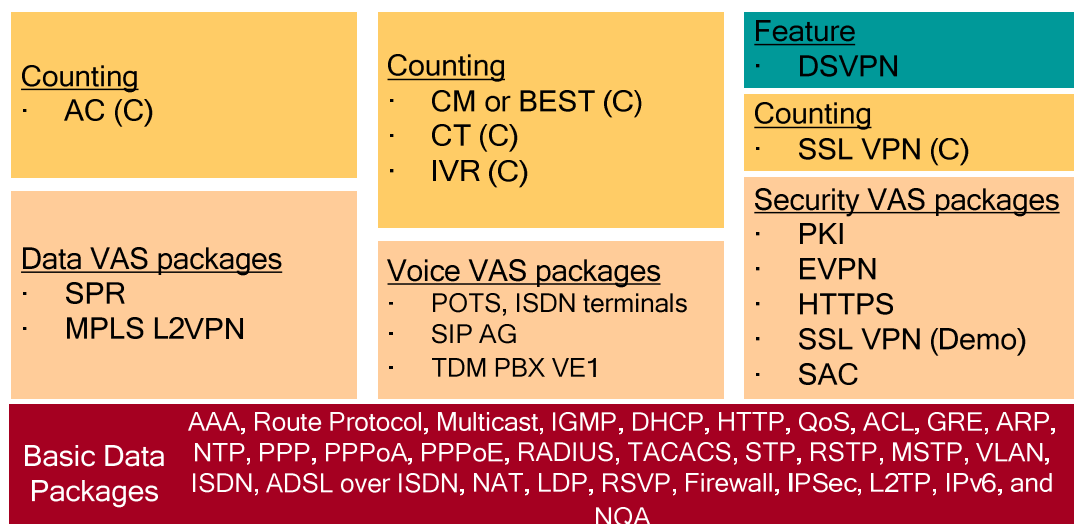 Counting
· AC (C)
Data VAS packages
· SPR
· MPLS L2VPN
Counting
· CM or BEST (C)
· CT (C)
· IVR (C)
Voice VAS packages
· POTS, ISDN terminals
· SIP AG
· TDM PBX VE1
Feature
· DSVPN
Counting
· SSL VPN (C)
Security VAS packages
· PKI
· EVPN
· HTTPS
· SSL VPN (Demo)
· SAC
Basic Data
Packages
AAA, Route Protocol, Multicast, IGMP, DHCP, HTTP, QoS, ACL, GRE, ARP,
NTP, PPP, PPPoA, PPPoE, RADIUS, TACACS, STP, RSTP, MSTP, VLAN,
ISDN, ADSL over ISDN, NAT, LDP, RSVP, Firewall, IPSec, L2TP, IPv6, and
NQA